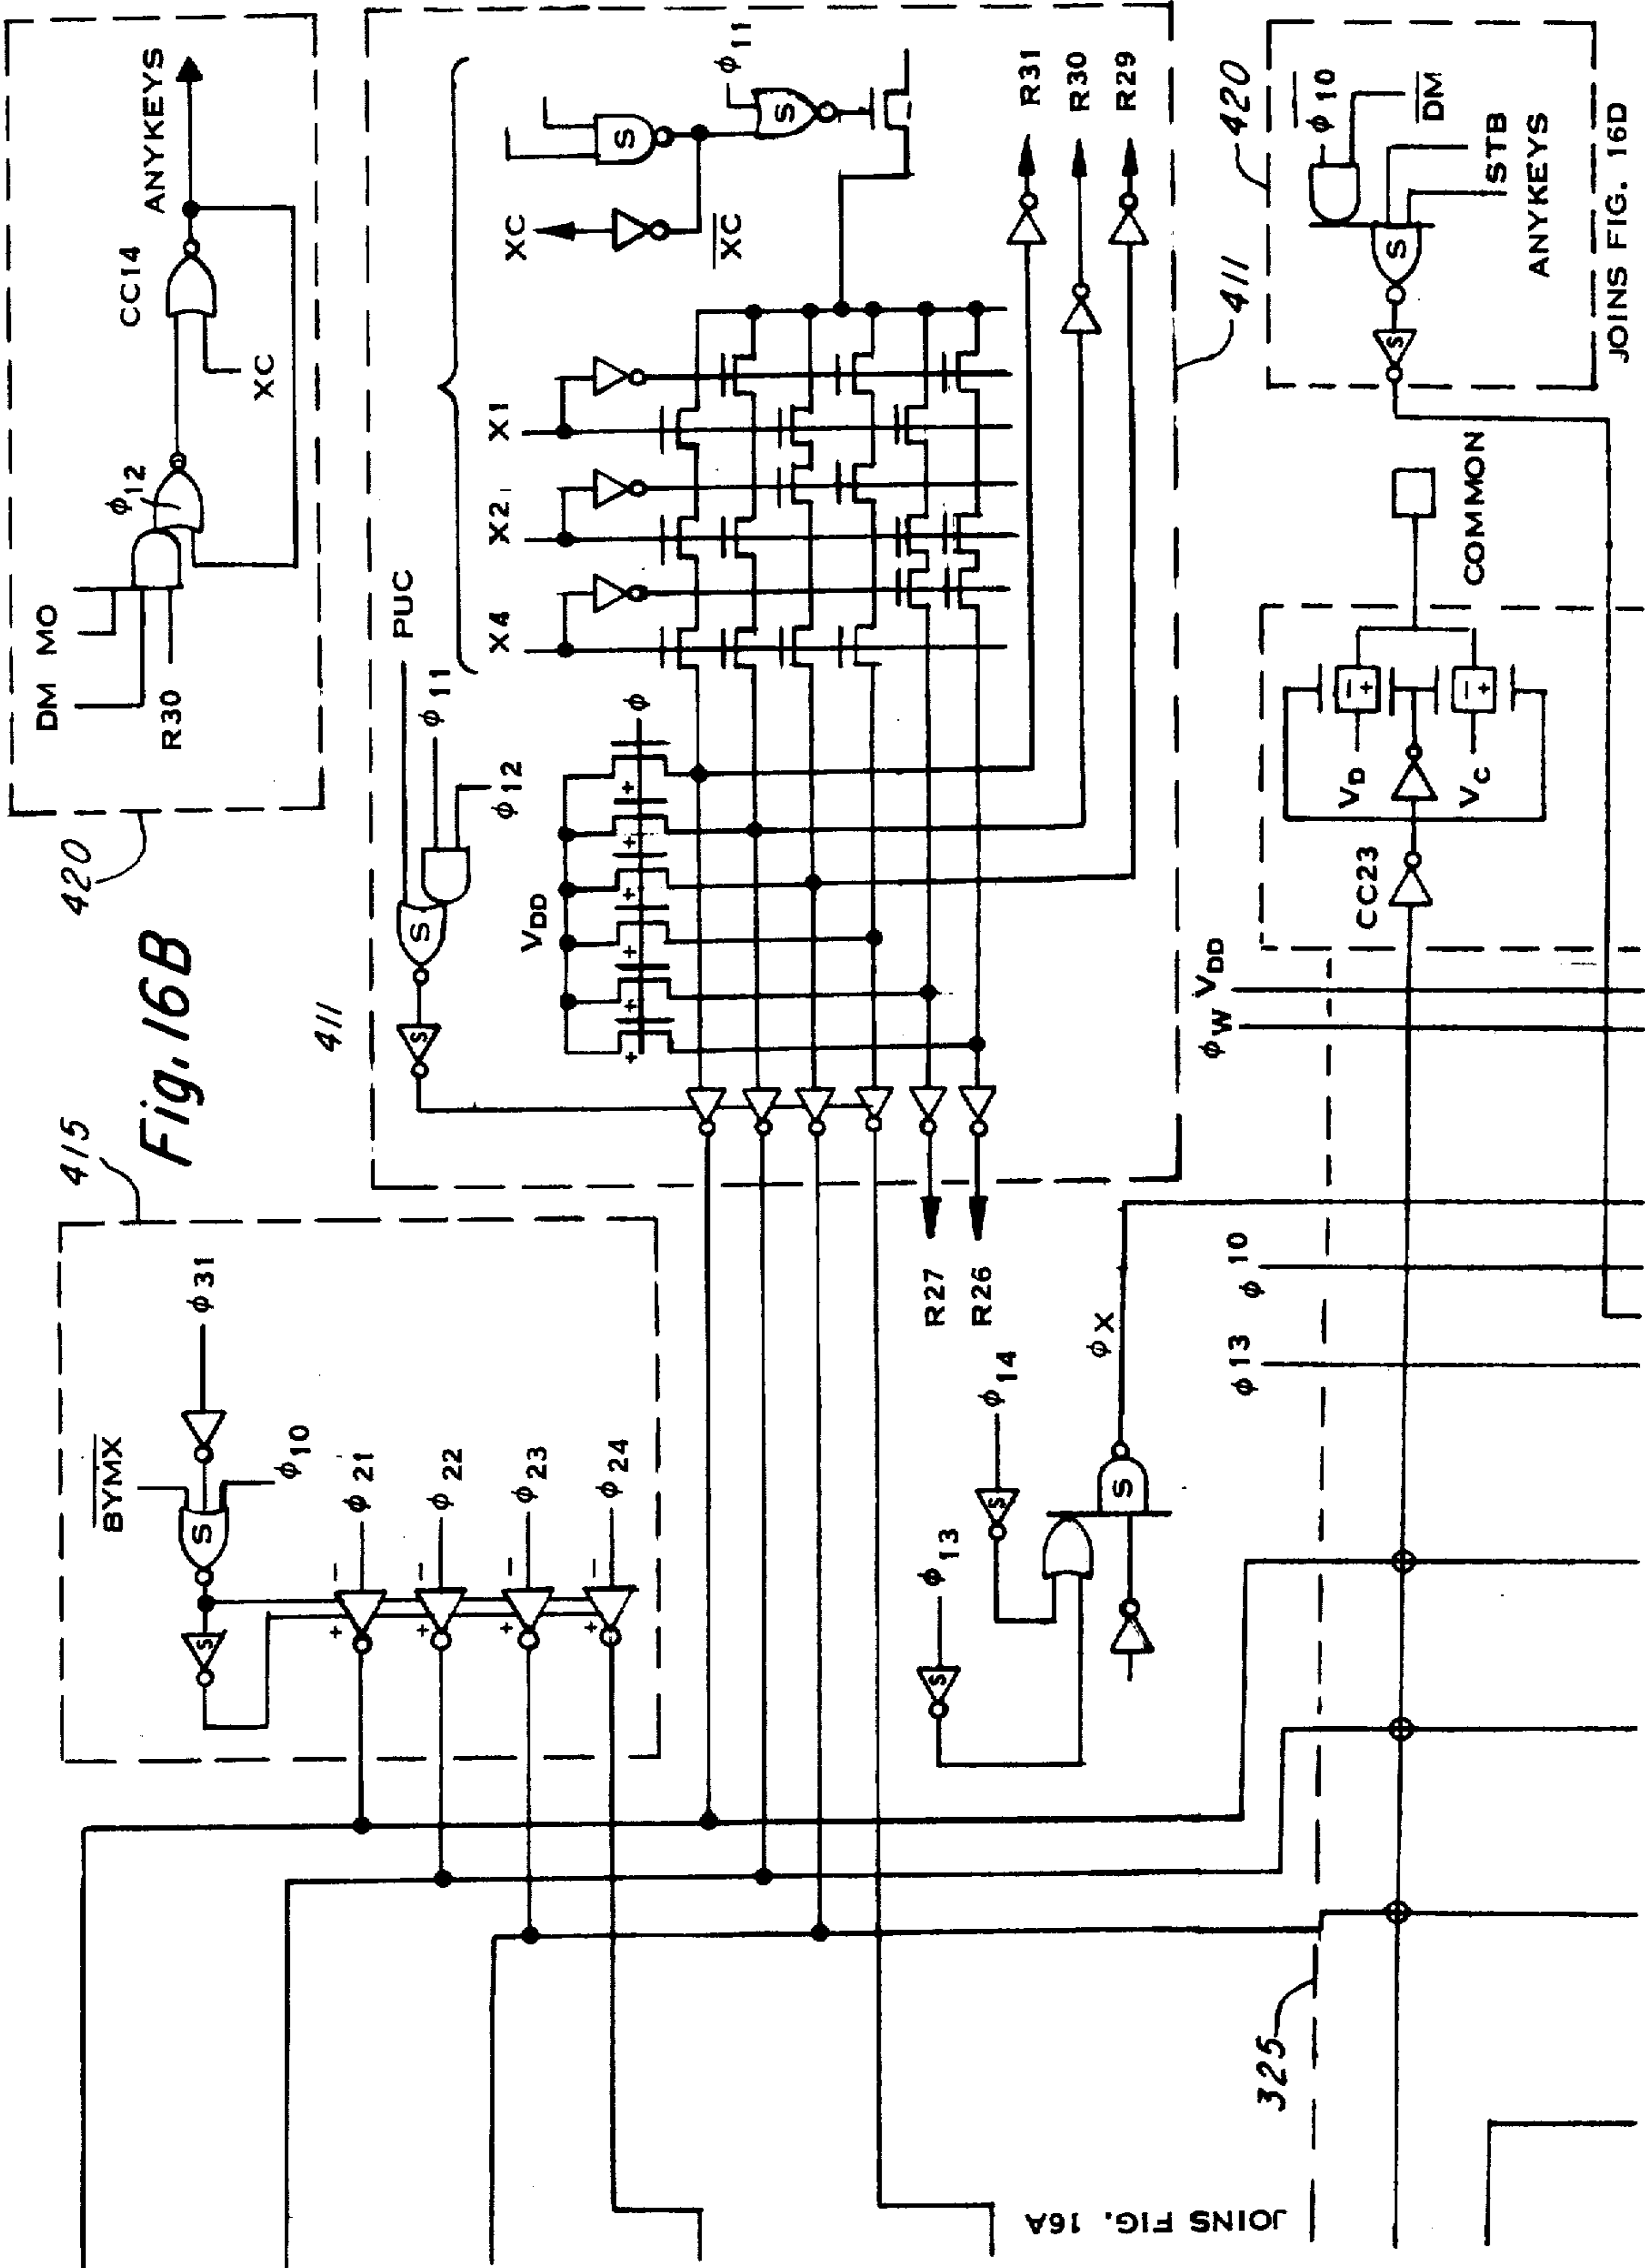 Fig. 16B
420
DM MO
R30
φ12
CC14
XC
ANYKEYS
415
BYMX
φ31
φ10
φ21
φ22
φ23
φ24
− − − −
+ + + +
411
PUC
φ11
φ12
VDD
φ
+ + + + + +
X4
X2
X1
XC
XC
φ11
S
S
S
S
S
S
R31
R30
R29
R27
R26
411
φ14
φ13
S
S
S
φX
φ13
φ10
φW
VDD
CC23
VD
VC
− +
− +
COMMON
420
φ10
DM
S
S
STB
ANYKEYS
JOINS FIG. 16D
325
JOINS FIG. 16A